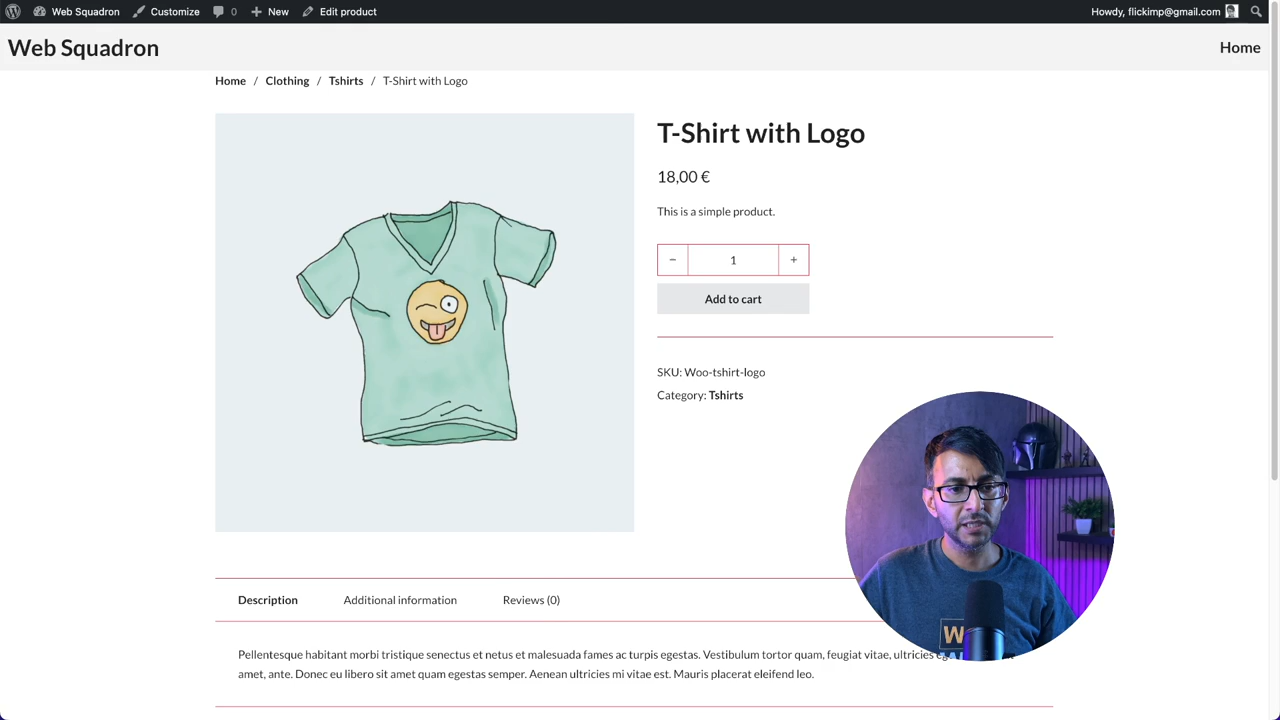 Web Squadron Customize 0 New Edit product Howdy, flickimp@gmail.com
Web Squadron Home
Home / Clothing / Tshirts / T-Shirt with Logo
T-Shirt with Logo
18,00 €
This is a simple product.
− 1 +
Add to cart
SKU: Woo-tshirt-logo
Category: Tshirts
W
Description Additional information Reviews (0)
Pellentesque habitant morbi tristique senectus et netus et malesuada fames ac turpis egestas. Vestibulum tortor quam, feugiat vitae, ultricies
amet, ante. Donec eu libero sit amet quam egestas semper. Aenean ultricies mi vitae est. Mauris placerat eleifend leo.